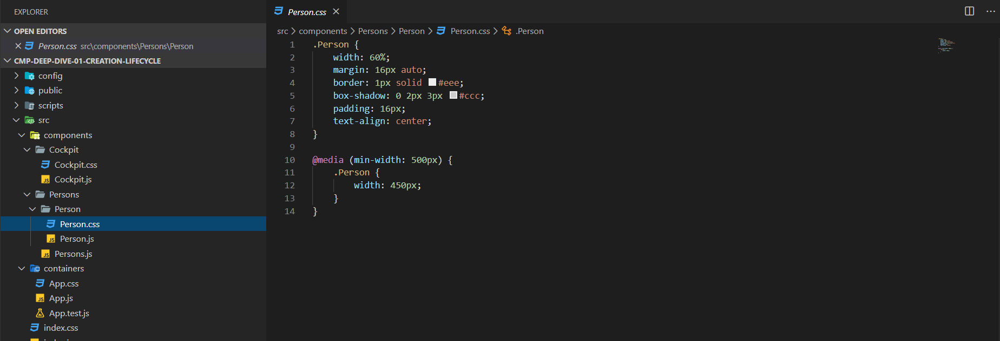 EXPLORER
OPEN EDITORS
Person.css src\components\Persons\Person
CMP-DEEP-DIVE-01-CREATION-LIFECYCLE
config
public
scripts
src
components
Cockpit
Cockpit.css
JS Cockpit.js
Persons
Person
Person.css
JS Person.js
JS Persons.js
containers
App.css
JS App.js
App.test.js
index.css
Person.css
src > components > Persons > Person > Person.css > .Person
1 .Person {
2 width: 60%;
3 margin: 16px auto;
4 border: 1px solid #eee;
5 box-shadow: 0 2px 3px #ccc;
6 padding: 16px;
7 text-align: center;
8 }
9
10 @media (min-width: 500px) {
11 .Person {
12 width: 450px;
13 }
14 }